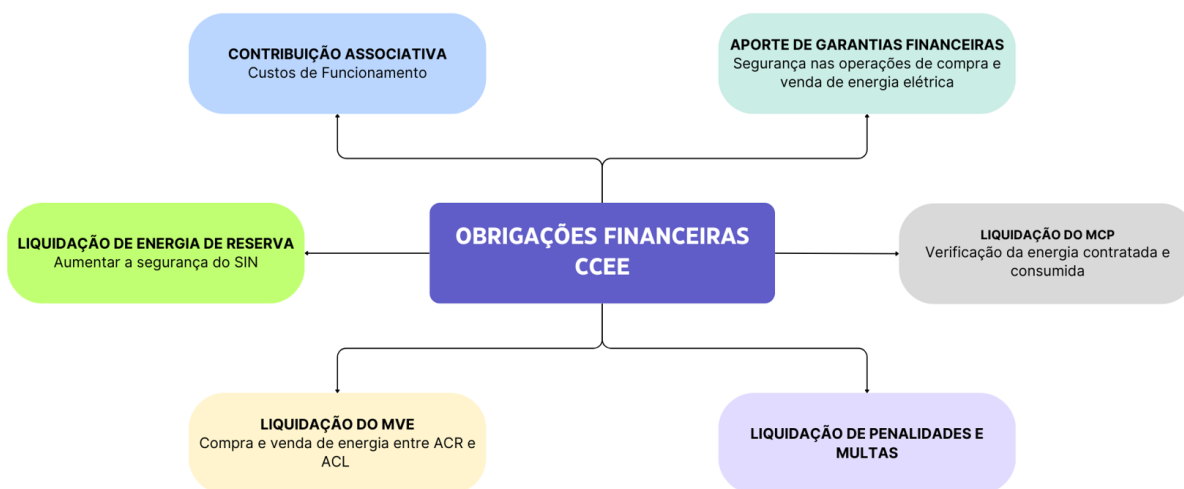 CONTRIBUIÇÃO ASSOCIATIVA
Custos de Funcionamento
APORTE DE GARANTIAS FINANCEIRAS
Segurança nas operações de compra e
venda de energia elétrica
LIQUIDAÇÃO DE ENERGIA DE RESERVA
Aumentar a segurança do SIN
OBRIGAÇÕES FINANCEIRAS
CCEE
LIQUIDAÇÃO DO MCP
Verificação da energia contratada e
consumida
LIQUIDAÇÃO DO MVE
Compra e venda de energia entre ACR e
ACL
LIQUIDAÇÃO DE PENALIDADES E
MULTAS